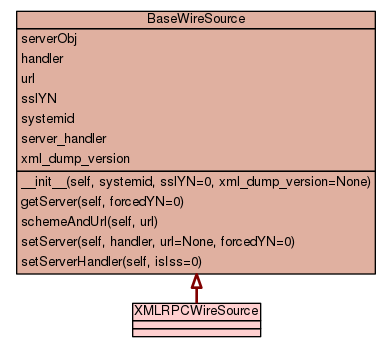 BaseWireSource
serverObj
handler
url
sslYN
systemid
server_handler
xml_dump_version
__init__(self, systemid, sslYN=0, xml_dump_version=None)
getServer(self, forcedYN=0)
schemeAndUrl(self, url)
setServer(self, handler, url=None, forcedYN=0)
setServerHandler(self, isIss=0)
XMLRPCWireSource